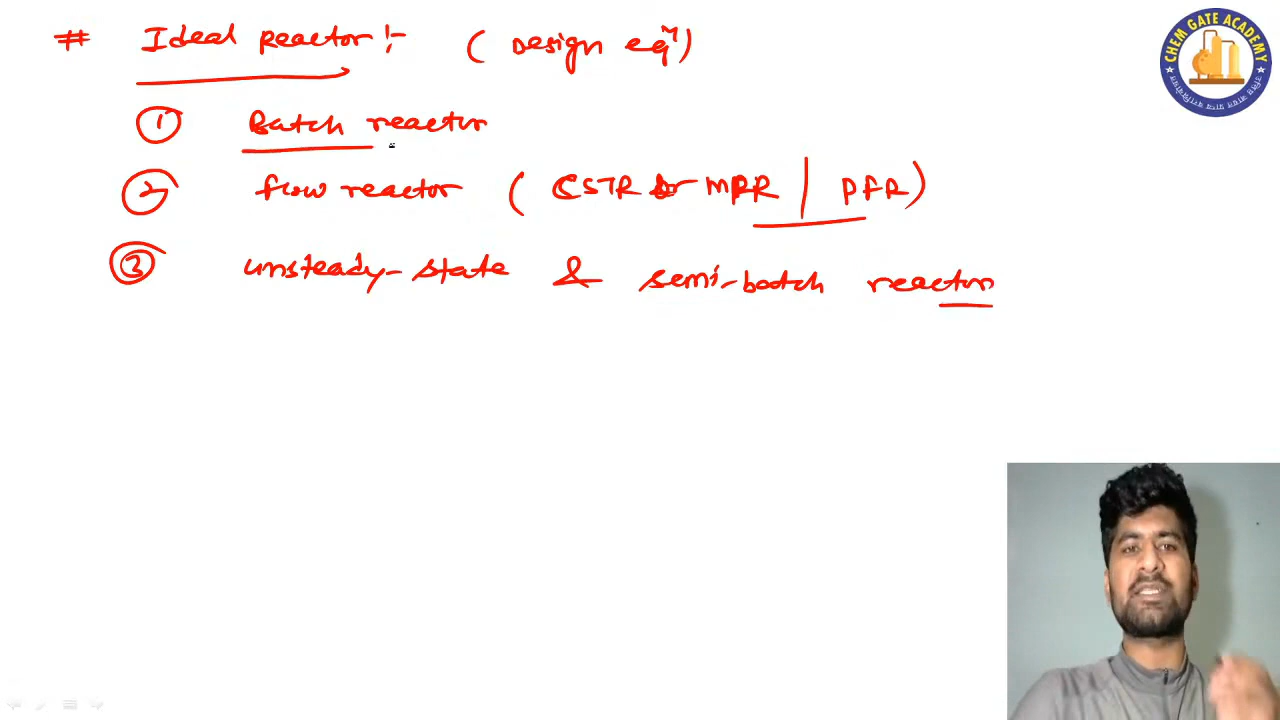 # Ideal reactor :- (Design eqⁿ)
CHEM GATE ACADEMY
① Batch reactor
② flow reactor (CSTR or MFR | PFR)
③ unsteady-state & semi-batch reactor